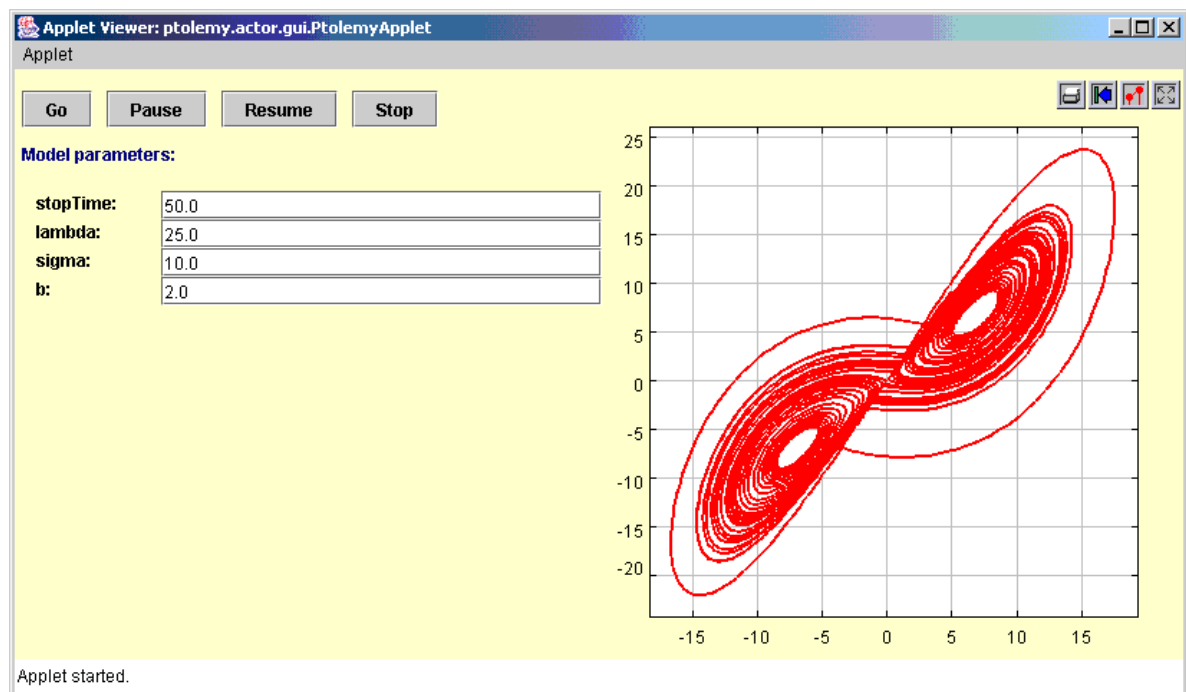 Applet Viewer: ptolemy.actor.gui.PtolemyApplet
Applet
Go Pause Resume Stop
Model parameters:
stopTime: 50.0
lambda: 25.0
sigma: 10.0
b: 2.0
25
20
15
10
5
0
-5
-10
-15
-20
-15 -10 -5 0 5 10 15
Applet started.